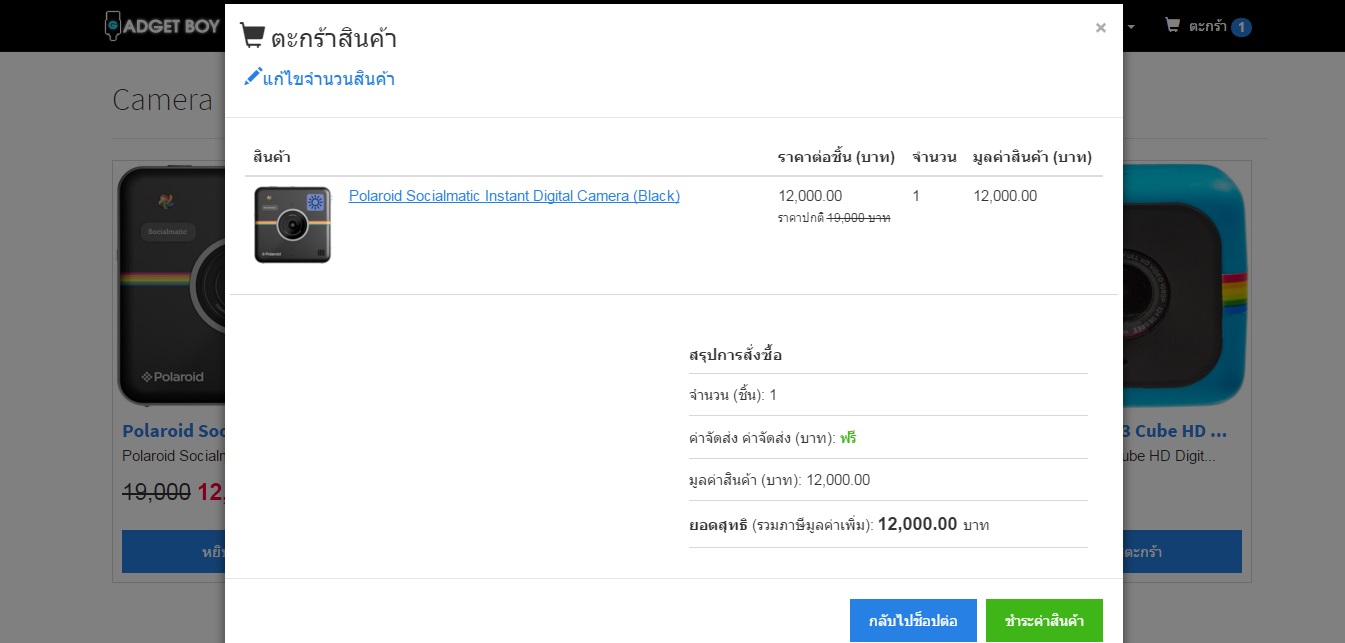 ADGET BOY
ตะกร้า 1
ตะกร้าสินค้า
×
แก้ไขจำนวนสินค้า
Camera
สินค้า ราคาต่อชิ้น (บาท) จำนวน มูลค่าสินค้า (บาท)
Polaroid Socialmatic Instant Digital Camera (Black) 12,000.00 1 12,000.00
ราคาปกติ 19,000 บาท
Socialmatic
Polaroid
สรุปการสั่งซื้อ
จำนวน (ชิ้น): 1
ค่าจัดส่ง ค่าจัดส่ง (บาท): ฟรี
มูลค่าสินค้า (บาท): 12,000.00
ยอดสุทธิ (รวมภาษีมูลค่าเพิ่ม): 12,000.00 บาท
Polaroid Soc
Polaroid Socialm
19,000 12,
หยิบ
3 Cube HD ...
ube HD Digit...
ตะกร้า
กลับไปช็อปต่อ ชำระค่าสินค้า